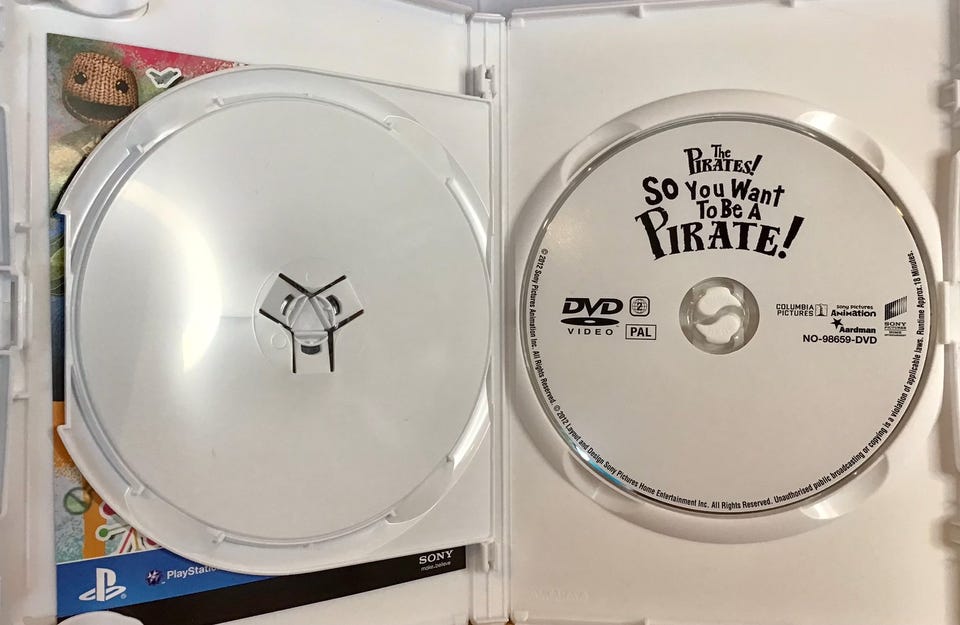 PlayStatio
SONY
make.believe
The
PIRATES!
So You Want
To Be A
PIRATE!
DVD
VIDEO
2
PAL
COLUMBIA
PICTURES
Sony Pictures
Animation
Aardman
SONY
PICTURES
HOME
NO-98659-DVD
© 2012 Sony Pictures Animation Inc. All Rights Reserved. © 2012 Layout and Design Sony Pictures Home Entertainment Inc. All Rights Reserved. Unauthorised public broadcasting or copying is a violation of applicable laws. Runtime Approx. 18 Minutes.